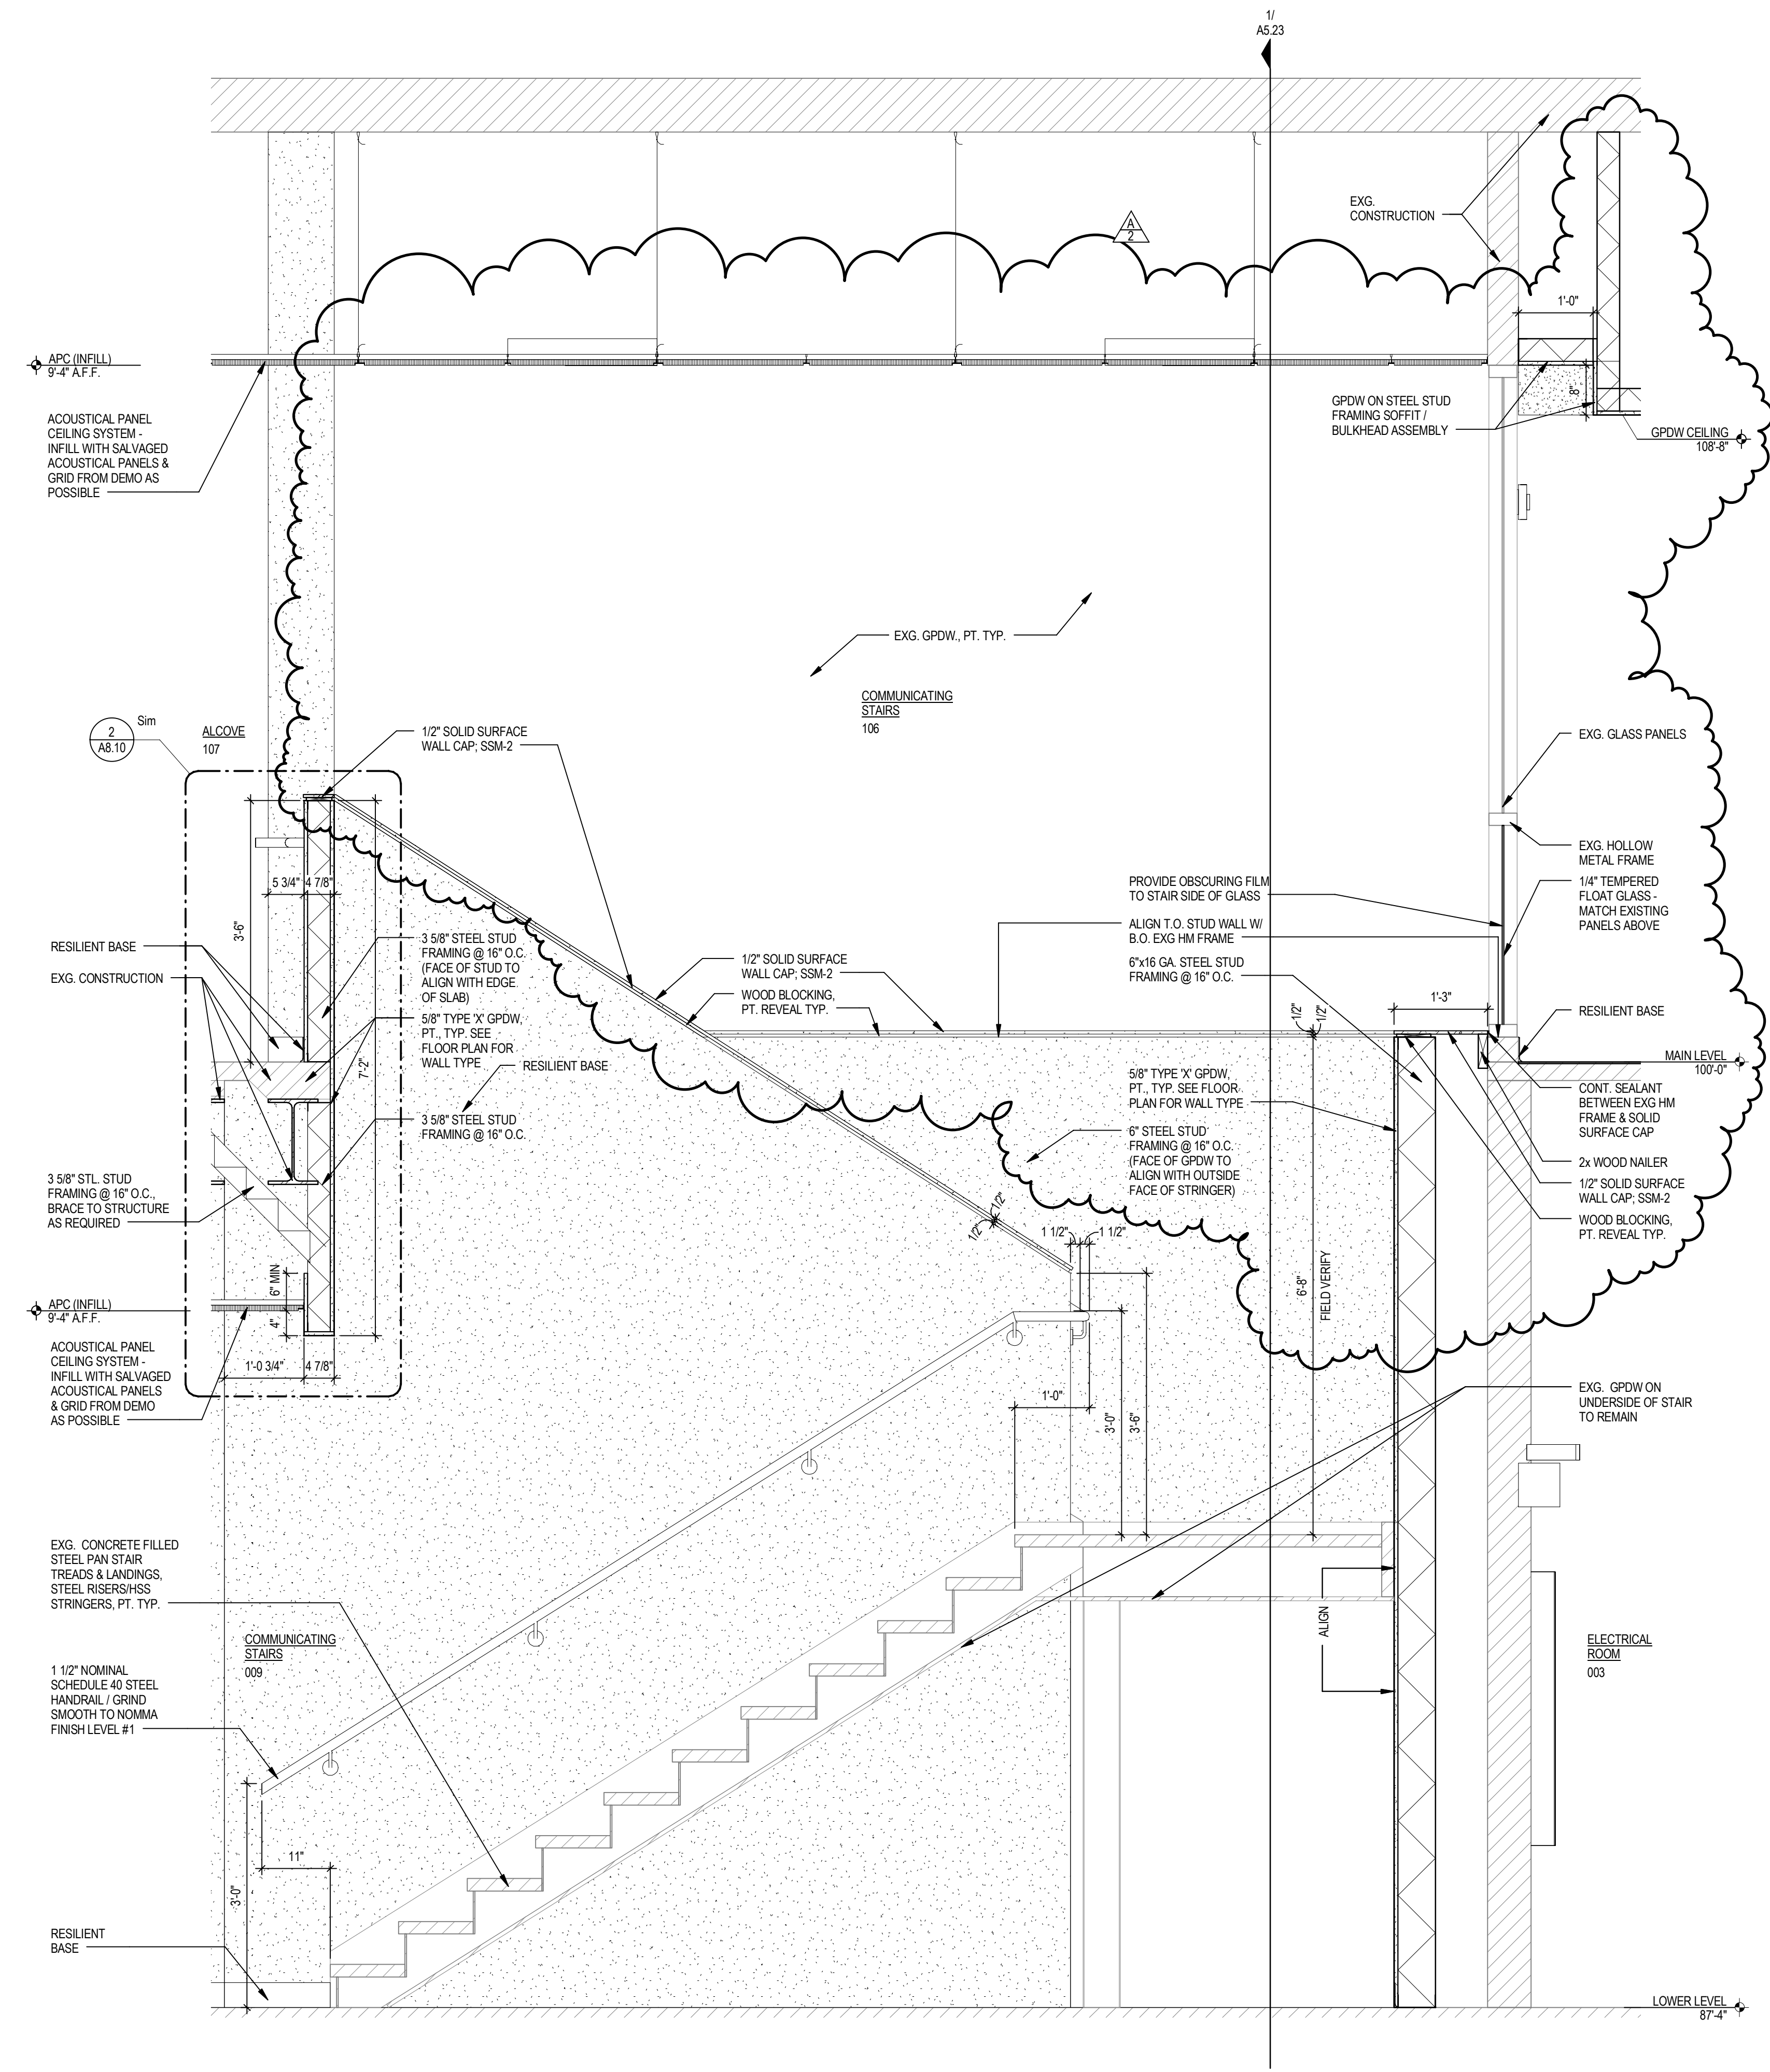 1/
A5.23
A
2
EXG.
CONSTRUCTION
1'-0"
8"
APC (INFILL)
9'-4" A.F.F.
ACOUSTICAL PANEL
CEILING SYSTEM -
INFILL WITH SALVAGED
ACOUSTICAL PANELS &
GRID FROM DEMO AS
POSSIBLE
GPDW ON STEEL STUD
FRAMING SOFFIT /
BULKHEAD ASSEMBLY
GPDW CEILING
108'-8"
EXG. GPDW., PT. TYP.
COMMUNICATING
STAIRS
106
2
A8.10
Sim
ALCOVE
107
1/2" SOLID SURFACE
WALL CAP; SSM-2
EXG. GLASS PANELS
EXG. HOLLOW
METAL FRAME
1/4" TEMPERED
FLOAT GLASS -
MATCH EXISTING
PANELS ABOVE
PROVIDE OBSCURING FILM
TO STAIR SIDE OF GLASS
ALIGN T.O. STUD WALL W/
B.O. EXG HM FRAME
6"x16 GA. STEEL STUD
FRAMING @ 16" O.C.
5 3/4"
4 7/8"
3'-6"
7'-2"
RESILIENT BASE
EXG. CONSTRUCTION
3 5/8" STEEL STUD
FRAMING @ 16" O.C.
(FACE OF STUD TO
ALIGN WITH EDGE
OF SLAB)
5/8" TYPE 'X' GPDW,
PT., TYP. SEE
FLOOR PLAN FOR
WALL TYPE
RESILIENT BASE
3 5/8" STEEL STUD
FRAMING @ 16" O.C.
1/2" SOLID SURFACE
WALL CAP; SSM-2
WOOD BLOCKING,
PT. REVEAL TYP.
1/2"
1/2"
1'-3"
RESILIENT BASE
MAIN LEVEL
100'-0"
5/8" TYPE 'X' GPDW,
PT., TYP. SEE FLOOR
PLAN FOR WALL TYPE
6" STEEL STUD
FRAMING @ 16" O.C.
(FACE OF GPDW TO
ALIGN WITH OUTSIDE
FACE OF STRINGER)
CONT. SEALANT
BETWEEN EXG HM
FRAME & SOLID
SURFACE CAP
2x WOOD NAILER
1/2" SOLID SURFACE
WALL CAP; SSM-2
WOOD BLOCKING,
PT. REVEAL TYP.
3 5/8" STL. STUD
FRAMING @ 16" O.C.,
BRACE TO STRUCTURE
AS REQUIRED
6" MIN
4"
1'-0 3/4"
4 7/8"
APC (INFILL)
9'-4" A.F.F.
ACOUSTICAL PANEL
CEILING SYSTEM -
INFILL WITH SALVAGED
ACOUSTICAL PANELS
& GRID FROM DEMO
AS POSSIBLE
1/2"
1/2"
1 1/2"
1 1/2"
6'-8"
FIELD VERIFY
1'-0"
3'-0"
3'-6"
EXG. GPDW ON
UNDERSIDE OF STAIR
TO REMAIN
EXG. CONCRETE FILLED
STEEL PAN STAIR
TREADS & LANDINGS,
STEEL RISERS/HSS
STRINGERS, PT. TYP.
COMMUNICATING
STAIRS
009
1 1/2" NOMINAL
SCHEDULE 40 STEEL
HANDRAIL / GRIND
SMOOTH TO NOMMA
FINISH LEVEL #1
ALIGN
ELECTRICAL
ROOM
003
11"
3'-0"
RESILIENT
BASE
LOWER LEVEL
87'-4"